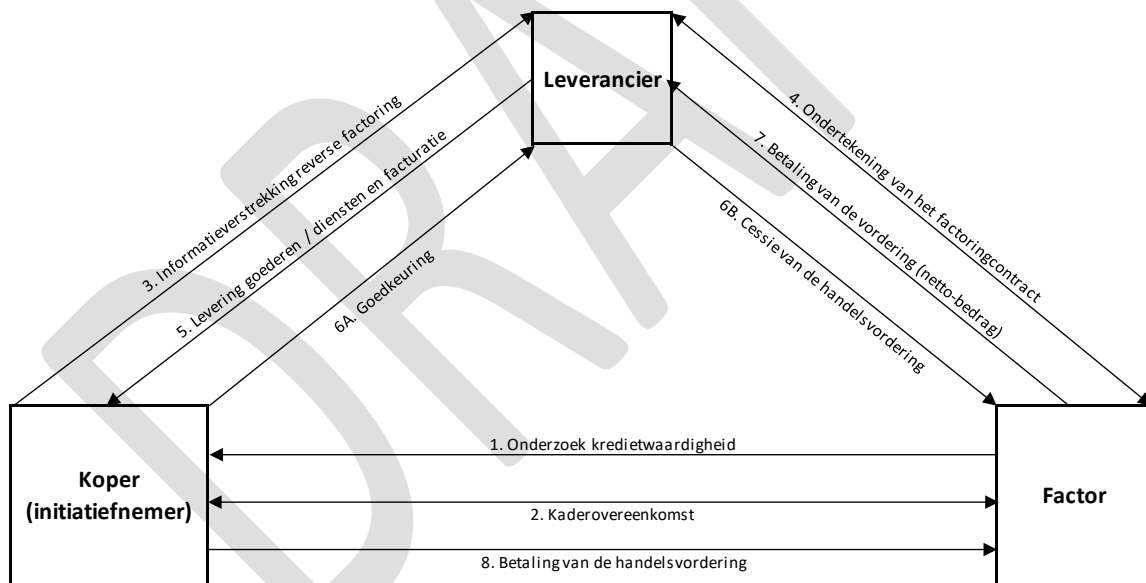 Leverancier
3. Informatieverstrekking reverse factoring
5. Levering goederen / diensten en facturatie
6A. Goedkeuring
4. Ondertekening van het factoringcontract
7. Betaling van de vordering (netto-bedrag)
6B. Cessie van de handelsvordering
Koper
(initiatiefnemer)
1. Onderzoek kredietwaardigheid
2. Kaderovereenkomst
8. Betaling van de handelsvordering
Factor
DRA